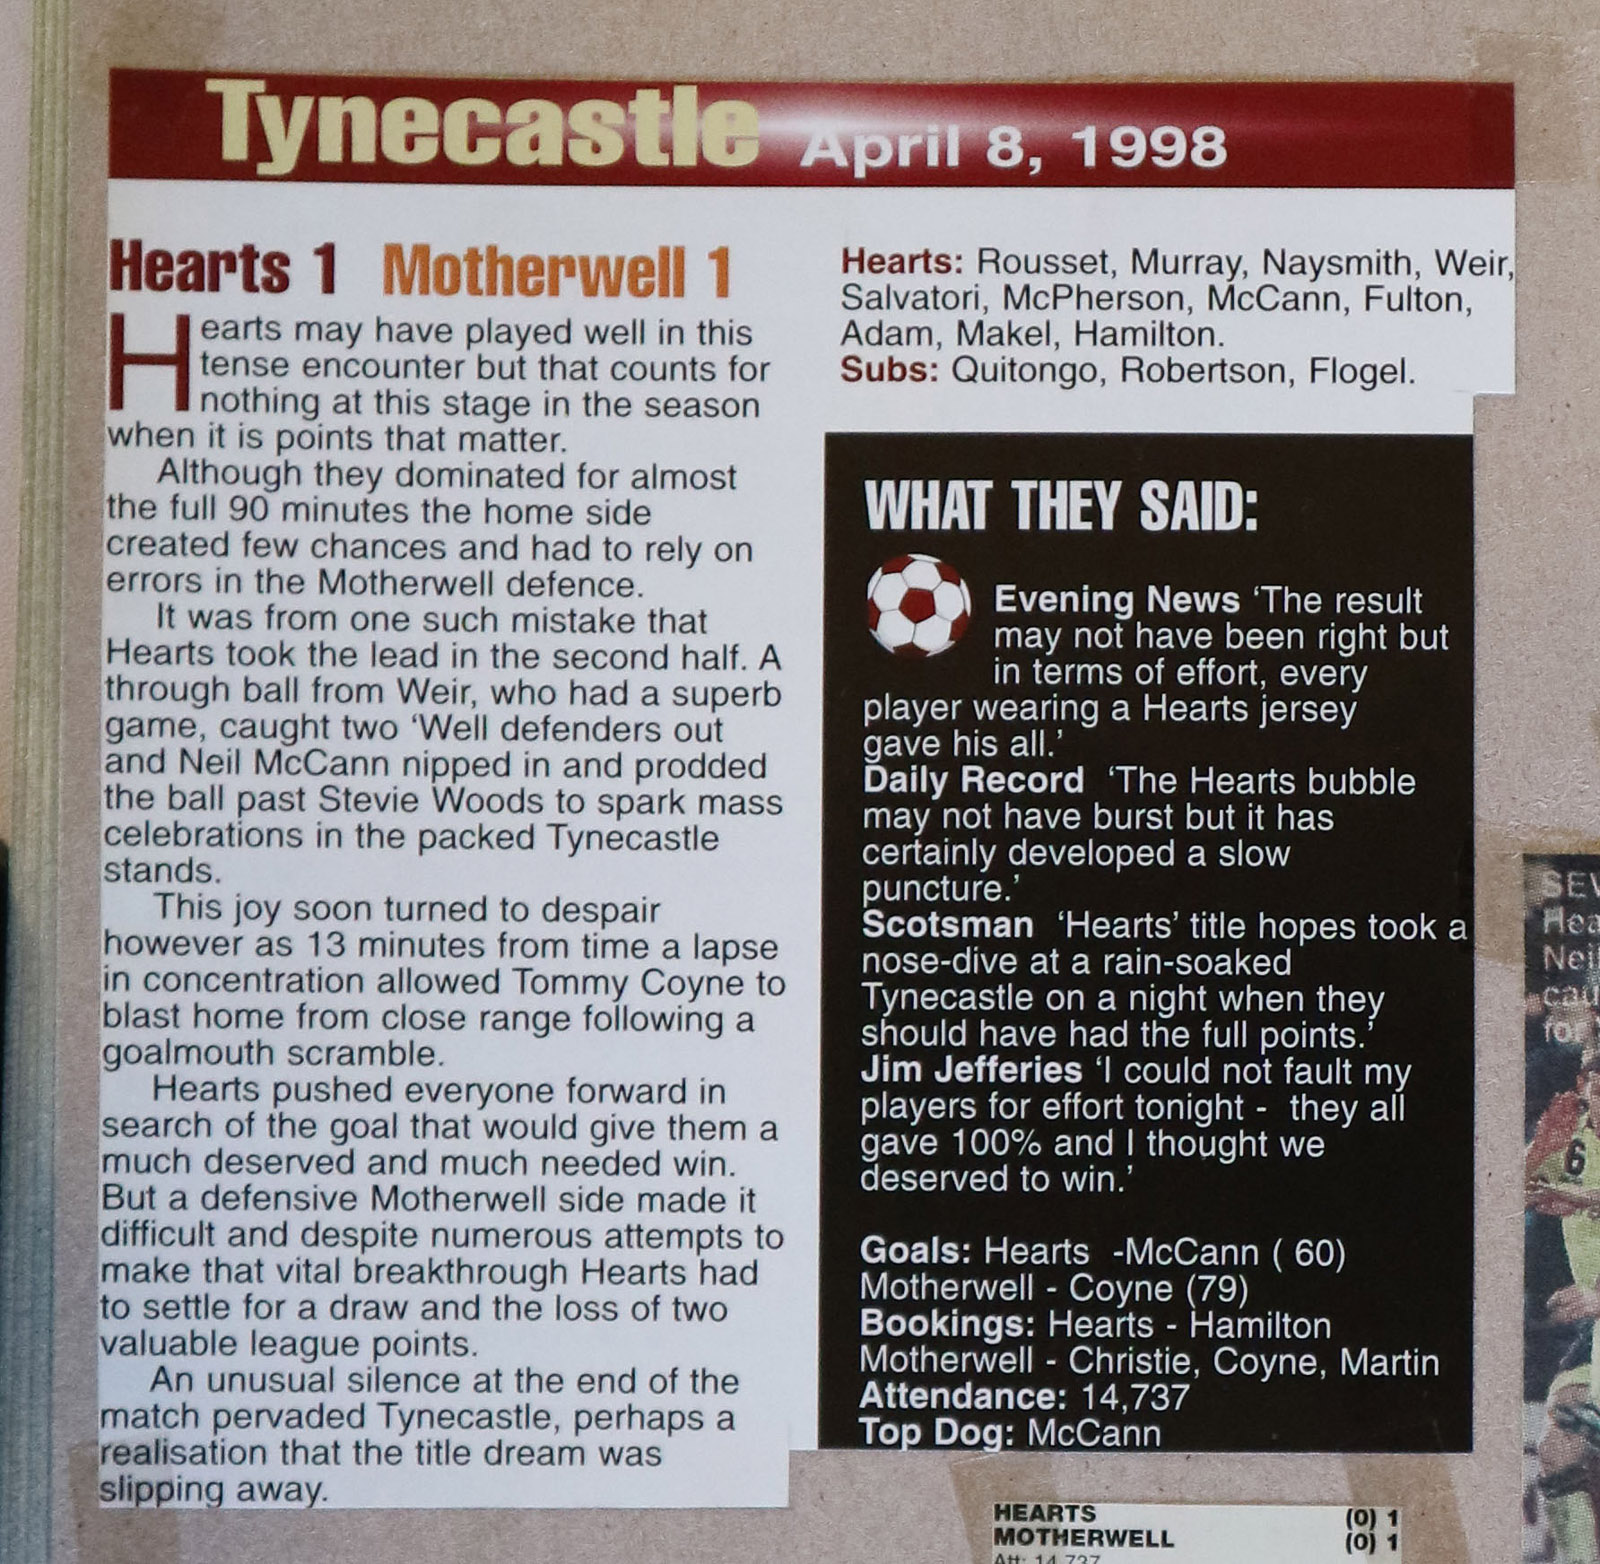 Tynecastle April 8, 1998
Hearts 1 Motherwell 1
Hearts may have played well in this
tense encounter but that counts for
nothing at this stage in the season
when it is points that matter.
Although they dominated for almost
the full 90 minutes the home side
created few chances and had to rely on
errors in the Motherwell defence.
It was from one such mistake that
Hearts took the lead in the second half. A
through ball from Weir, who had a superb
game, caught two ‘Well defenders out
and Neil McCann nipped in and prodded
the ball past Stevie Woods to spark mass
celebrations in the packed Tynecastle
stands.
This joy soon turned to despair
however as 13 minutes from time a lapse
in concentration allowed Tommy Coyne to
blast home from close range following a
goalmouth scramble.
Hearts pushed everyone forward in
search of the goal that would give them a
much deserved and much needed win.
But a defensive Motherwell side made it
difficult and despite numerous attempts to
make that vital breakthrough Hearts had
to settle for a draw and the loss of two
valuable league points.
An unusual silence at the end of the
match pervaded Tynecastle, perhaps a
realisation that the title dream was
slipping away.
Hearts: Rousset, Murray, Naysmith, Weir,
Salvatori, McPherson, McCann, Fulton,
Adam, Makel, Hamilton.
Subs: Quitongo, Robertson, Flogel.
WHAT THEY SAID:
Evening News ‘The result
may not have been right but
in terms of effort, every
player wearing a Hearts jersey
gave his all.’
Daily Record ‘The Hearts bubble
may not have burst but it has
certainly developed a slow
puncture.’
Scotsman ‘Hearts’ title hopes took a
nose-dive at a rain-soaked
Tynecastle on a night when they
should have had the full points.’
Jim Jefferies ‘I could not fault my
players for effort tonight - they all
gave 100% and I thought we
deserved to win.’
Goals: Hearts -McCann ( 60)
Motherwell - Coyne (79)
Bookings: Hearts - Hamilton
Motherwell - Christie, Coyne, Martin
Attendance: 14,737
Top Dog: McCann
HEARTS (0) 1
MOTHERWELL (0) 1
Att: 14,737
6